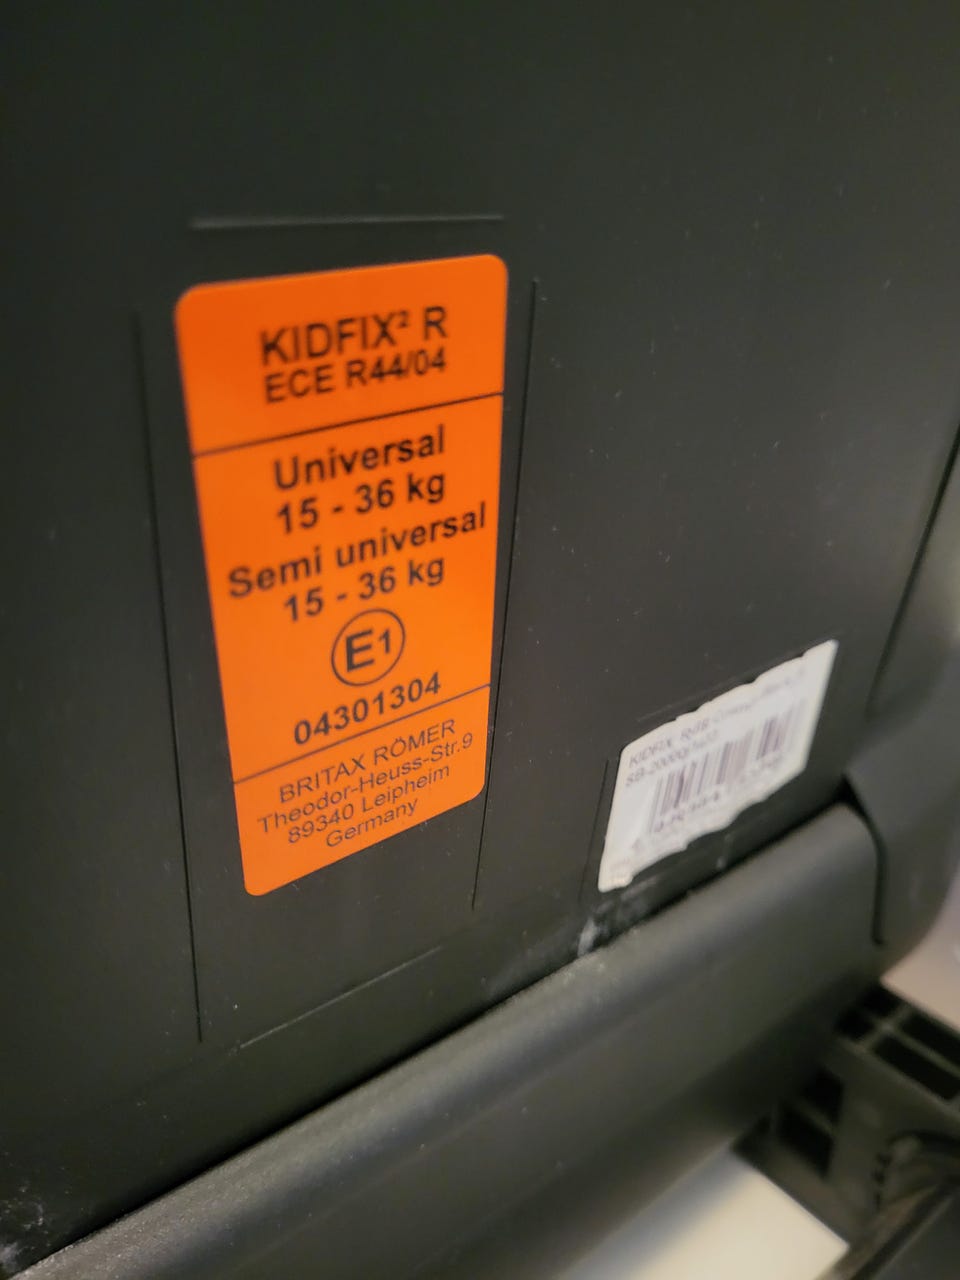 KIDFIX² R
ECE R44/04
Universal
15 - 36 kg
Semi universal
15 - 36 kg
E1
04301304
BRITAX RÖMER
Theodor-Heuss-Str.9
89340 Leipheim
Germany
KIDFIX